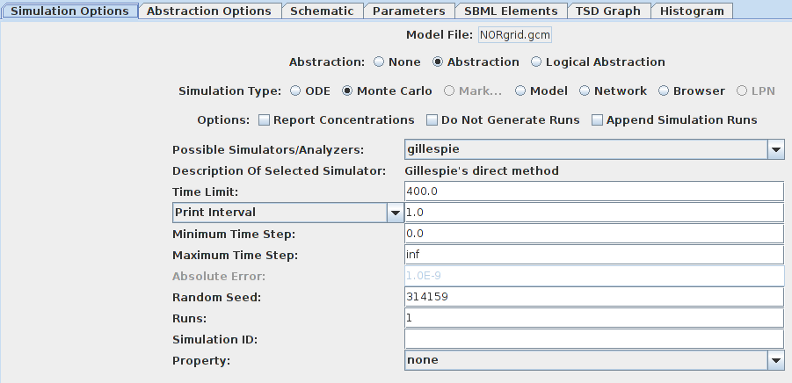 Simulation Options Abstraction Options Schematic Parameters SBML Elements TSD Graph Histogram
Model File: NORgrid.gcm
Abstraction: None Abstraction Logical Abstraction
Simulation Type: ODE Monte Carlo Mark... Model Network Browser LPN
Options: Report Concentrations Do Not Generate Runs Append Simulation Runs
Possible Simulators/Analyzers: gillespie
Description Of Selected Simulator: Gillespie's direct method
Time Limit: 400.0
Print Interval 1.0
Minimum Time Step: 0.0
Maximum Time Step: inf
Absolute Error: 1.0E-9
Random Seed: 314159
Runs: 1
Simulation ID:
Property: none